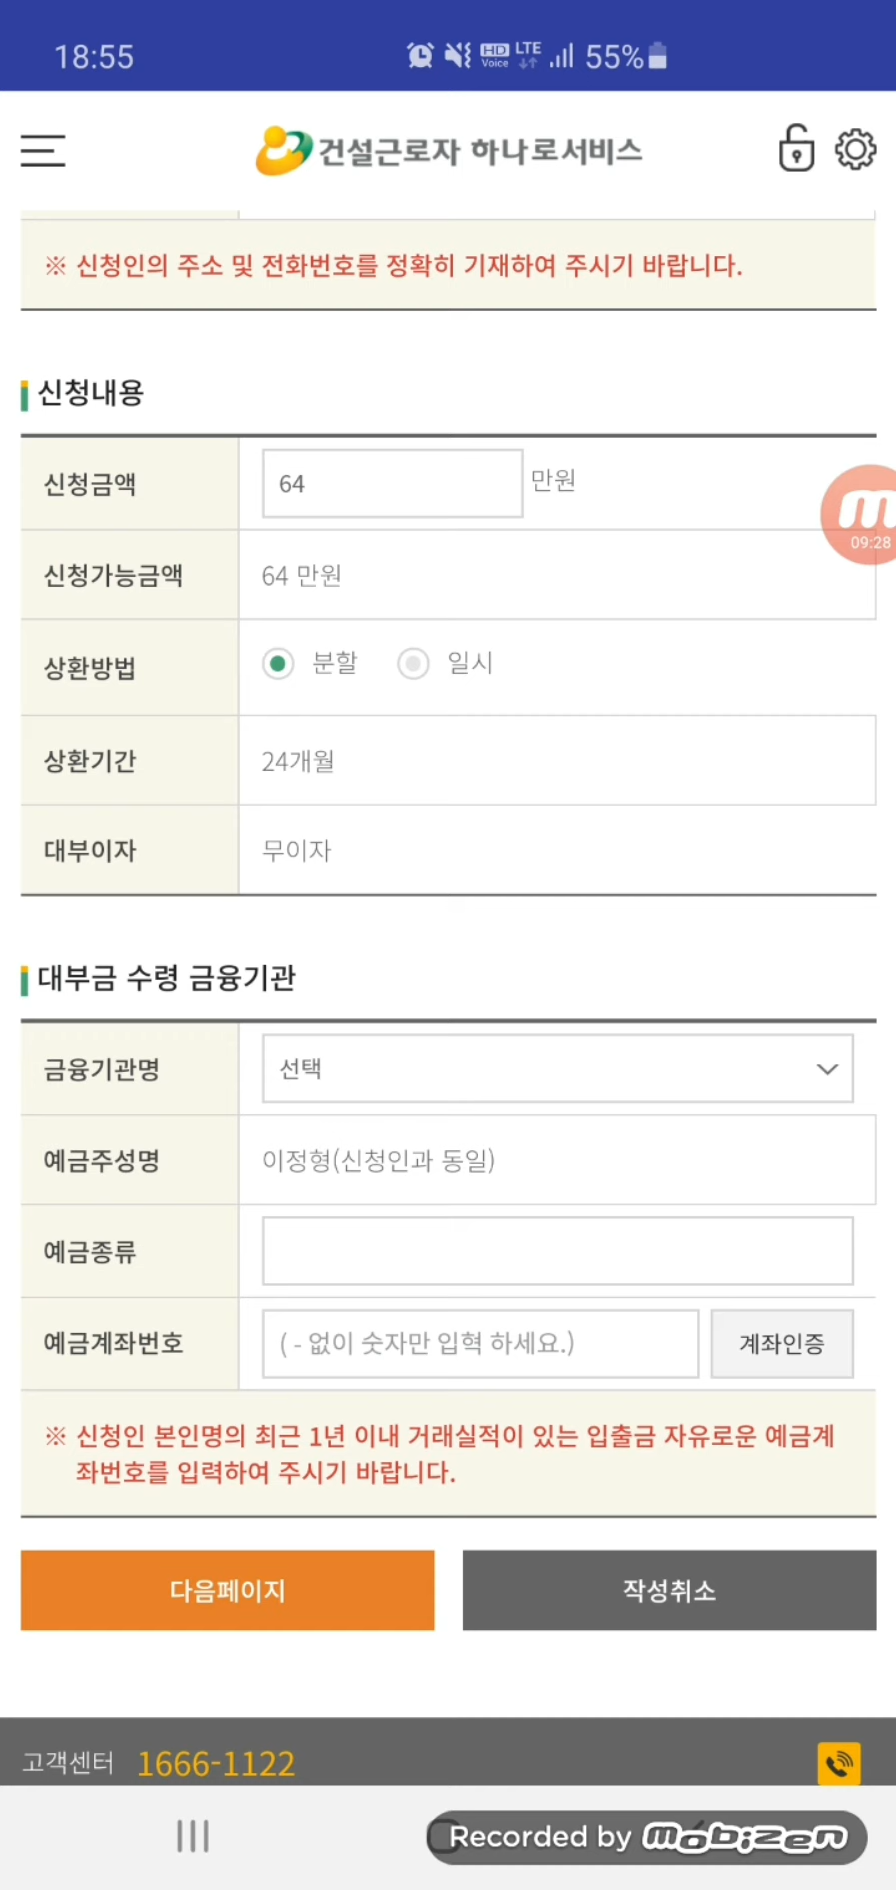 18:55 HD Voice LTE 55%
건설근로자 하나로서비스
※ 신청인의 주소 및 전화번호를 정확히 기재하여 주시기 바랍니다.
신청내용
신청금액 64 만원
m
09:28
신청가능금액 64 만원
상환방법 분할 일시
상환기간 24개월
대부이자 무이자
대부금 수령 금융기관
금융기관명 선택
예금주성명 이정형(신청인과 동일)
예금종류
예금계좌번호 ( - 없이 숫자만 입혁 하세요.) 계좌인증
※ 신청인 본인명의 최근 1년 이내 거래실적이 있는 입출금 자유로운 예금계
좌번호를 입력하여 주시기 바랍니다.
다음페이지 작성취소
고객센터 1666-1122
Recorded by mobizen